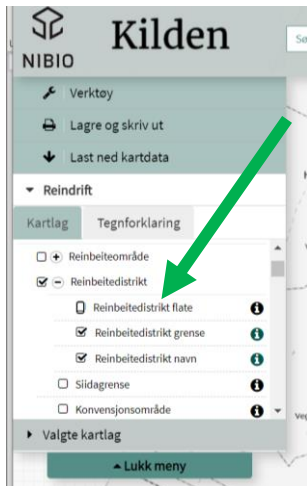 Kilden
NIBIO
Verktøy
Lagre og skriv ut
Last ned kartdata
Reindrift
Kartlag Tegnforklaring
Reinbeiteområde
Reinbeitedistrikt
Reinbeitedistrikt flate
Reinbeitedistrikt grense
Reinbeitedistrikt navn
Siidagrense
Konvensjonsområde
Valgte kartlag
Lukk meny